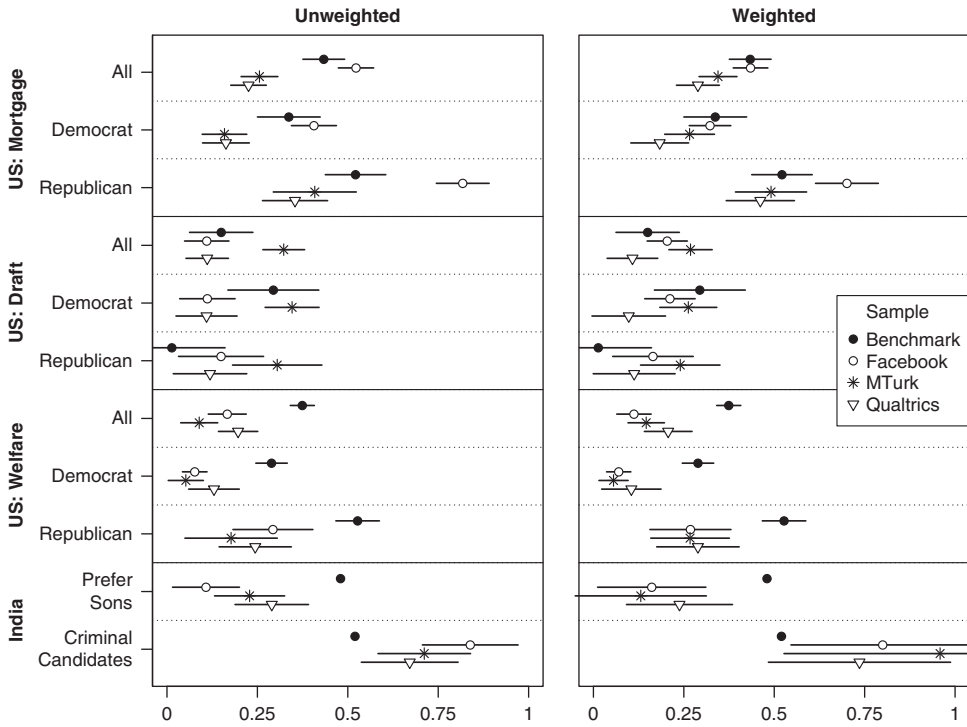 Unweighted
Weighted
US: Mortgage
All
Democrat
Republican
US: Draft
All
Democrat
Republican
US: Welfare
All
Democrat
Republican
India
Prefer
Sons
Criminal
Candidates
Sample
Benchmark
Facebook
MTurk
Qualtrics
0 0.25 0.5 0.75 1
0 0.25 0.5 0.75 1